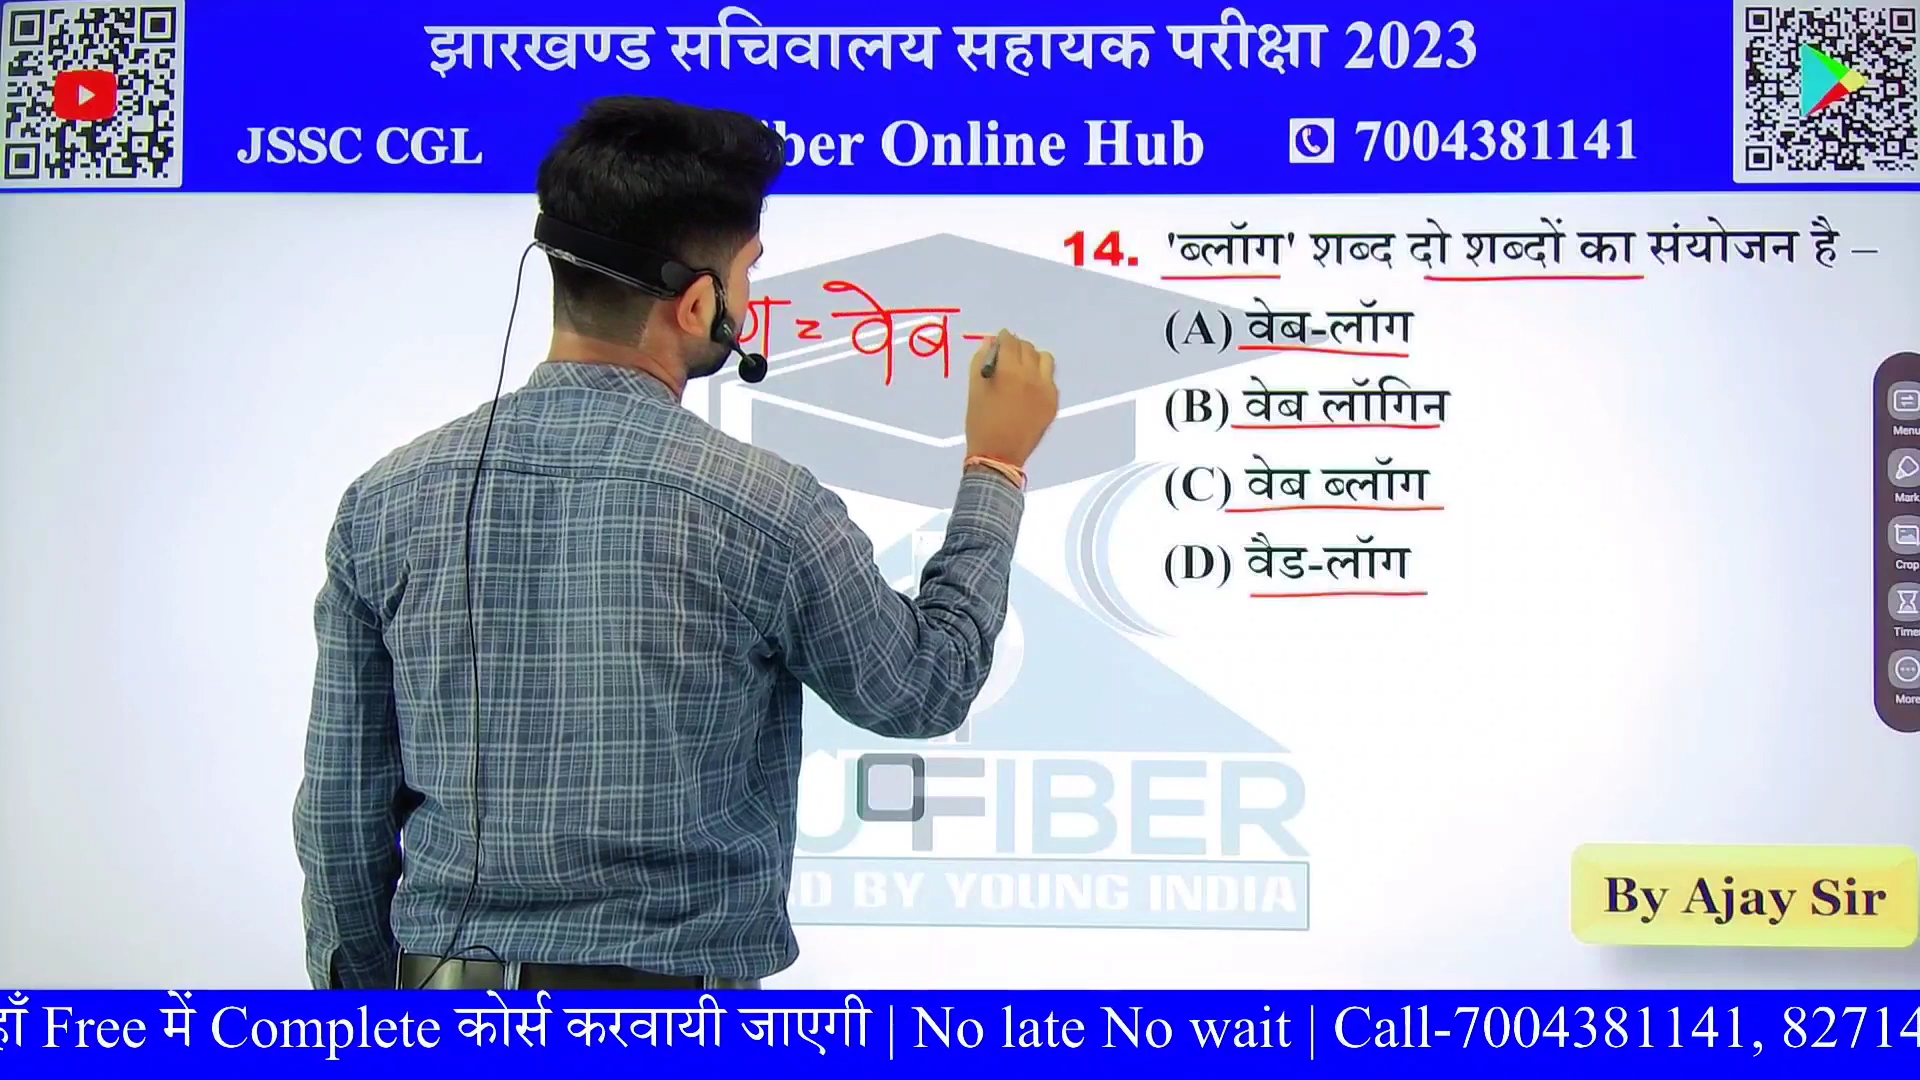 झारखण्ड सचिवालय सहायक परीक्षा 2023
JSSC CGL
Online Hub
7004381141
14. 'ब्लॉग' शब्द दो शब्दों का संयोजन है –
(A) वेब-लॉग
(B) वेब लॉगिन
(C) वेब ब्लॉग
(D) वैड-लॉग
ग = वेब -
FIBER
BY YOUNG INDIA
Menu
Mark
Crop
Time
More
By Ajay Sir
Free में Complete कोर्स करवायी जाएगी | No late No wait | Call-7004381141, 82714